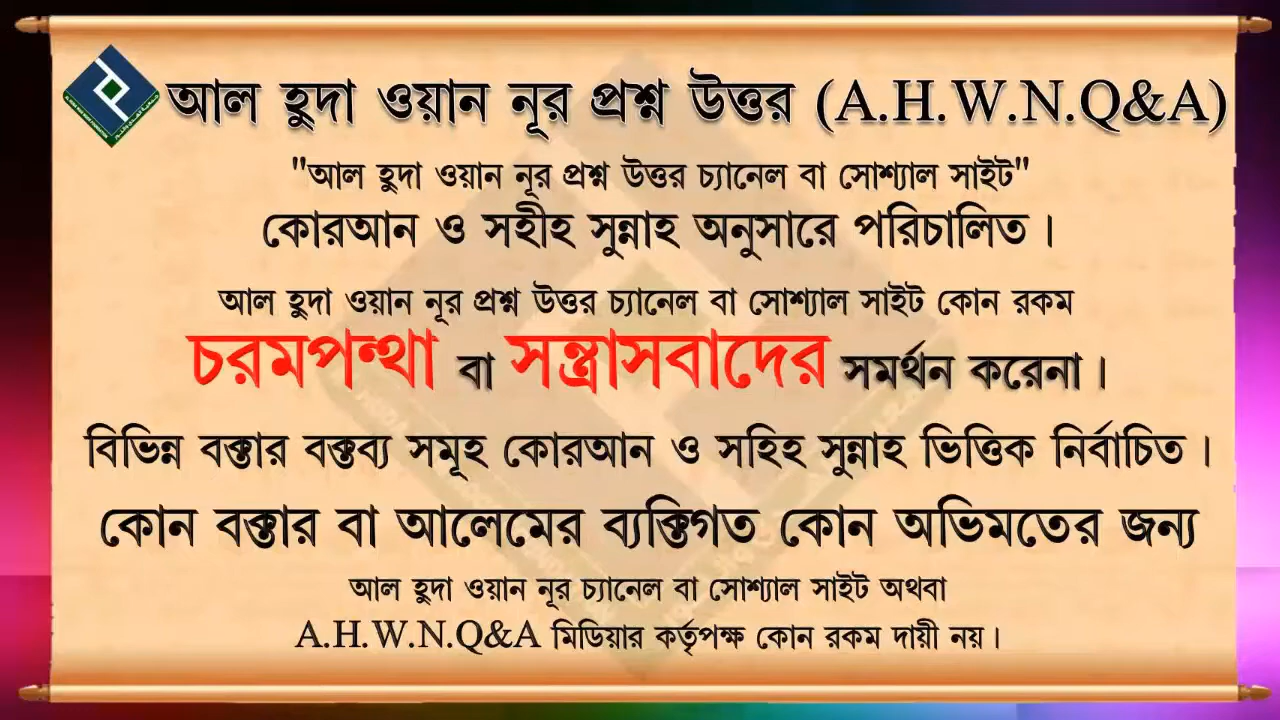 আল হুদা ওয়ান নূর প্রশ্ন উত্তর (A.H.W.N.Q&A)
"আল হুদা ওয়ান নূর প্রশ্ন উত্তর চ্যানেল বা সোশ্যাল সাইট"
কোরআন ও সহীহ সুন্নাহ অনুসারে পরিচালিত।
আল হুদা ওয়ান নূর প্রশ্ন উত্তর চ্যানেল বা সোশ্যাল সাইট কোন রকম
চরমপন্থা বা সন্ত্রাসবাদের সমর্থন করেনা।
বিভিন্ন বক্তার বক্তব্য সমূহ কোরআন ও সহিহ সুন্নাহ ভিত্তিক নির্বাচিত।
কোন বক্তার বা আলেমের ব্যক্তিগত কোন অভিমতের জন্য
আল হুদা ওয়ান নূর চ্যানেল বা সোশ্যাল সাইট অথবা
A.H.W.N.Q&A মিডিয়ার কর্তৃপক্ষ কোন রকম দায়ী নয়।